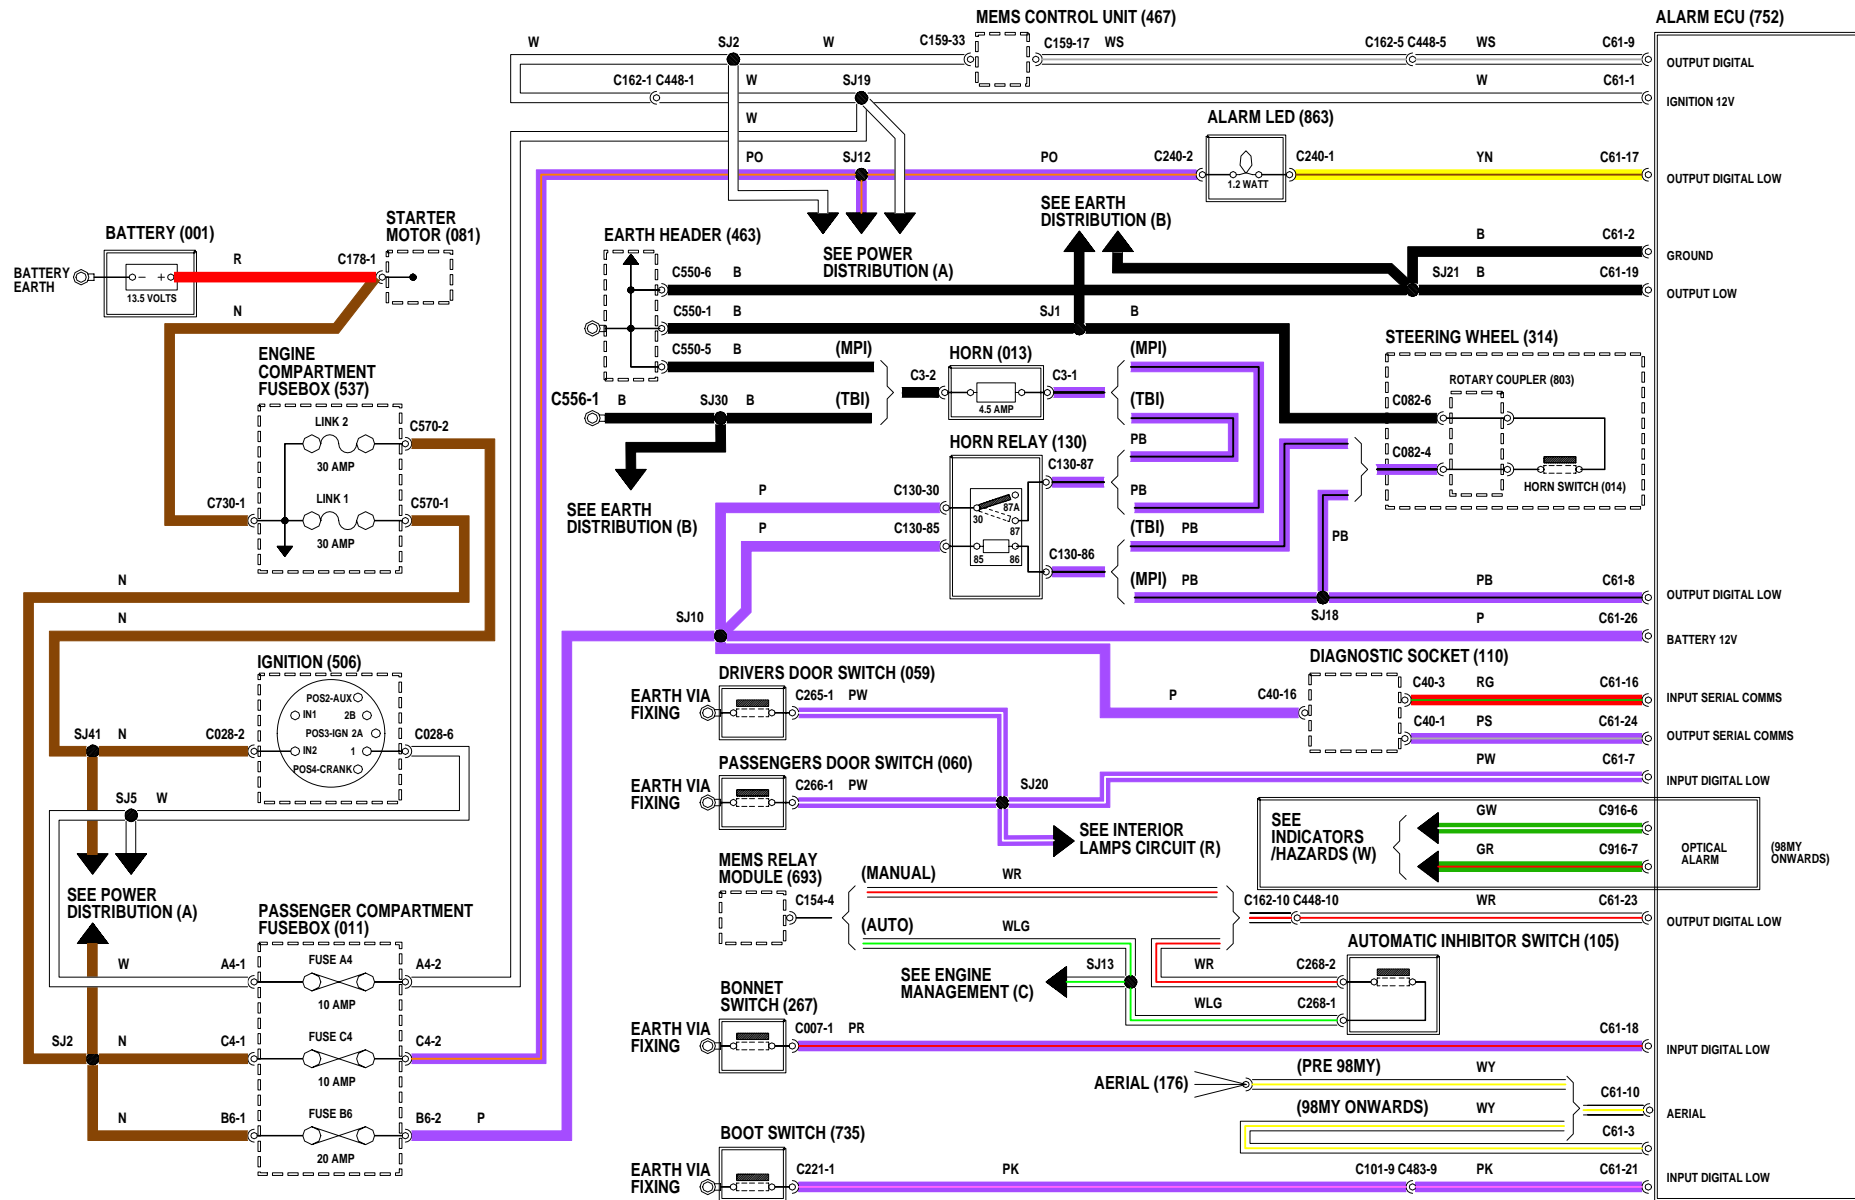 MEMS CONTROL UNIT (467)
ALARM ECU (752)
W
SJ2
W
C159-33
C159-17
WS
C162-5 C448-5
WS
C61-9
OUTPUT DIGITAL
C162-1 C448-1
W
SJ19
W
C61-1
IGNITION 12V
W
ALARM LED (863)
PO
SJ12
PO
C240-2
C240-1
YN
C61-17
1.2 WATT
OUTPUT DIGITAL LOW
SEE EARTH
DISTRIBUTION (B)
STARTER
MOTOR (081)
BATTERY (001)
EARTH HEADER (463)
SEE POWER
DISTRIBUTION (A)
B
C61-2
GROUND
R
C178-1
BATTERY
EARTH
- +
13.5 VOLTS
C550-6
B
SJ21
B
C61-19
OUTPUT LOW
N
C550-1
B
SJ1
B
STEERING WHEEL (314)
ENGINE
COMPARTMENT
FUSEBOX (537)
C550-5
B
(MPI)
HORN (013)
(MPI)
C3-2
C3-1
4.5 AMP
ROTARY COUPLER (803)
C556-1
B
SJ30
B
(TBI)
(TBI)
C082-6
LINK 2
C570-2
30 AMP
HORN RELAY (130)
PB
C130-87
C082-4
HORN SWITCH (014)
C730-1
LINK 1
C570-1
30 AMP
SEE EARTH
DISTRIBUTION (B)
P
C130-30
PB
87A
30
87
P
C130-85
(TBI)
PB
PB
85
86
C130-86
N
(MPI)
PB
PB
C61-8
OUTPUT DIGITAL LOW
N
SJ10
SJ18
P
C61-26
BATTERY 12V
IGNITION (506)
DRIVERS DOOR SWITCH (059)
DIAGNOSTIC SOCKET (110)
EARTH VIA
FIXING
C265-1
PW
P
C40-16
C40-3
RG
C61-16
INPUT SERIAL COMMS
POS2-AUX
IN1
2B
POS3-IGN 2A
IN2
1
POS4-CRANK
SJ41
N
C028-2
C028-6
C40-1
PS
C61-24
OUTPUT SERIAL COMMS
PASSENGERS DOOR SWITCH (060)
PW
C61-7
INPUT DIGITAL LOW
EARTH VIA
FIXING
C266-1
PW
SJ20
SJ5
W
SEE INTERIOR
LAMPS CIRCUIT (R)
SEE
INDICATORS
/HAZARDS (W)
GW
C916-6
GR
C916-7
OPTICAL
ALARM
(98MY
ONWARDS)
MEMS RELAY
MODULE (693)
C154-4
(MANUAL)
WR
SEE POWER
DISTRIBUTION (A)
PASSENGER COMPARTMENT
FUSEBOX (011)
(AUTO)
WLG
C162-10 C448-10
WR
C61-23
OUTPUT DIGITAL LOW
AUTOMATIC INHIBITOR SWITCH (105)
W
A4-1
FUSE A4
A4-2
10 AMP
SEE ENGINE
MANAGEMENT (C)
SJ13
WR
C268-2
WLG
C268-1
BONNET
SWITCH (267)
EARTH VIA
FIXING
C007-1
PR
C61-18
INPUT DIGITAL LOW
SJ2
N
C4-1
FUSE C4
C4-2
10 AMP
AERIAL (176)
(PRE 98MY)
WY
C61-10
AERIAL
(98MY ONWARDS)
WY
C61-3
N
B6-1
FUSE B6
B6-2
P
20 AMP
BOOT SWITCH (735)
EARTH VIA
FIXING
C221-1
PK
C101-9 C483-9
PK
C61-21
INPUT DIGITAL LOW